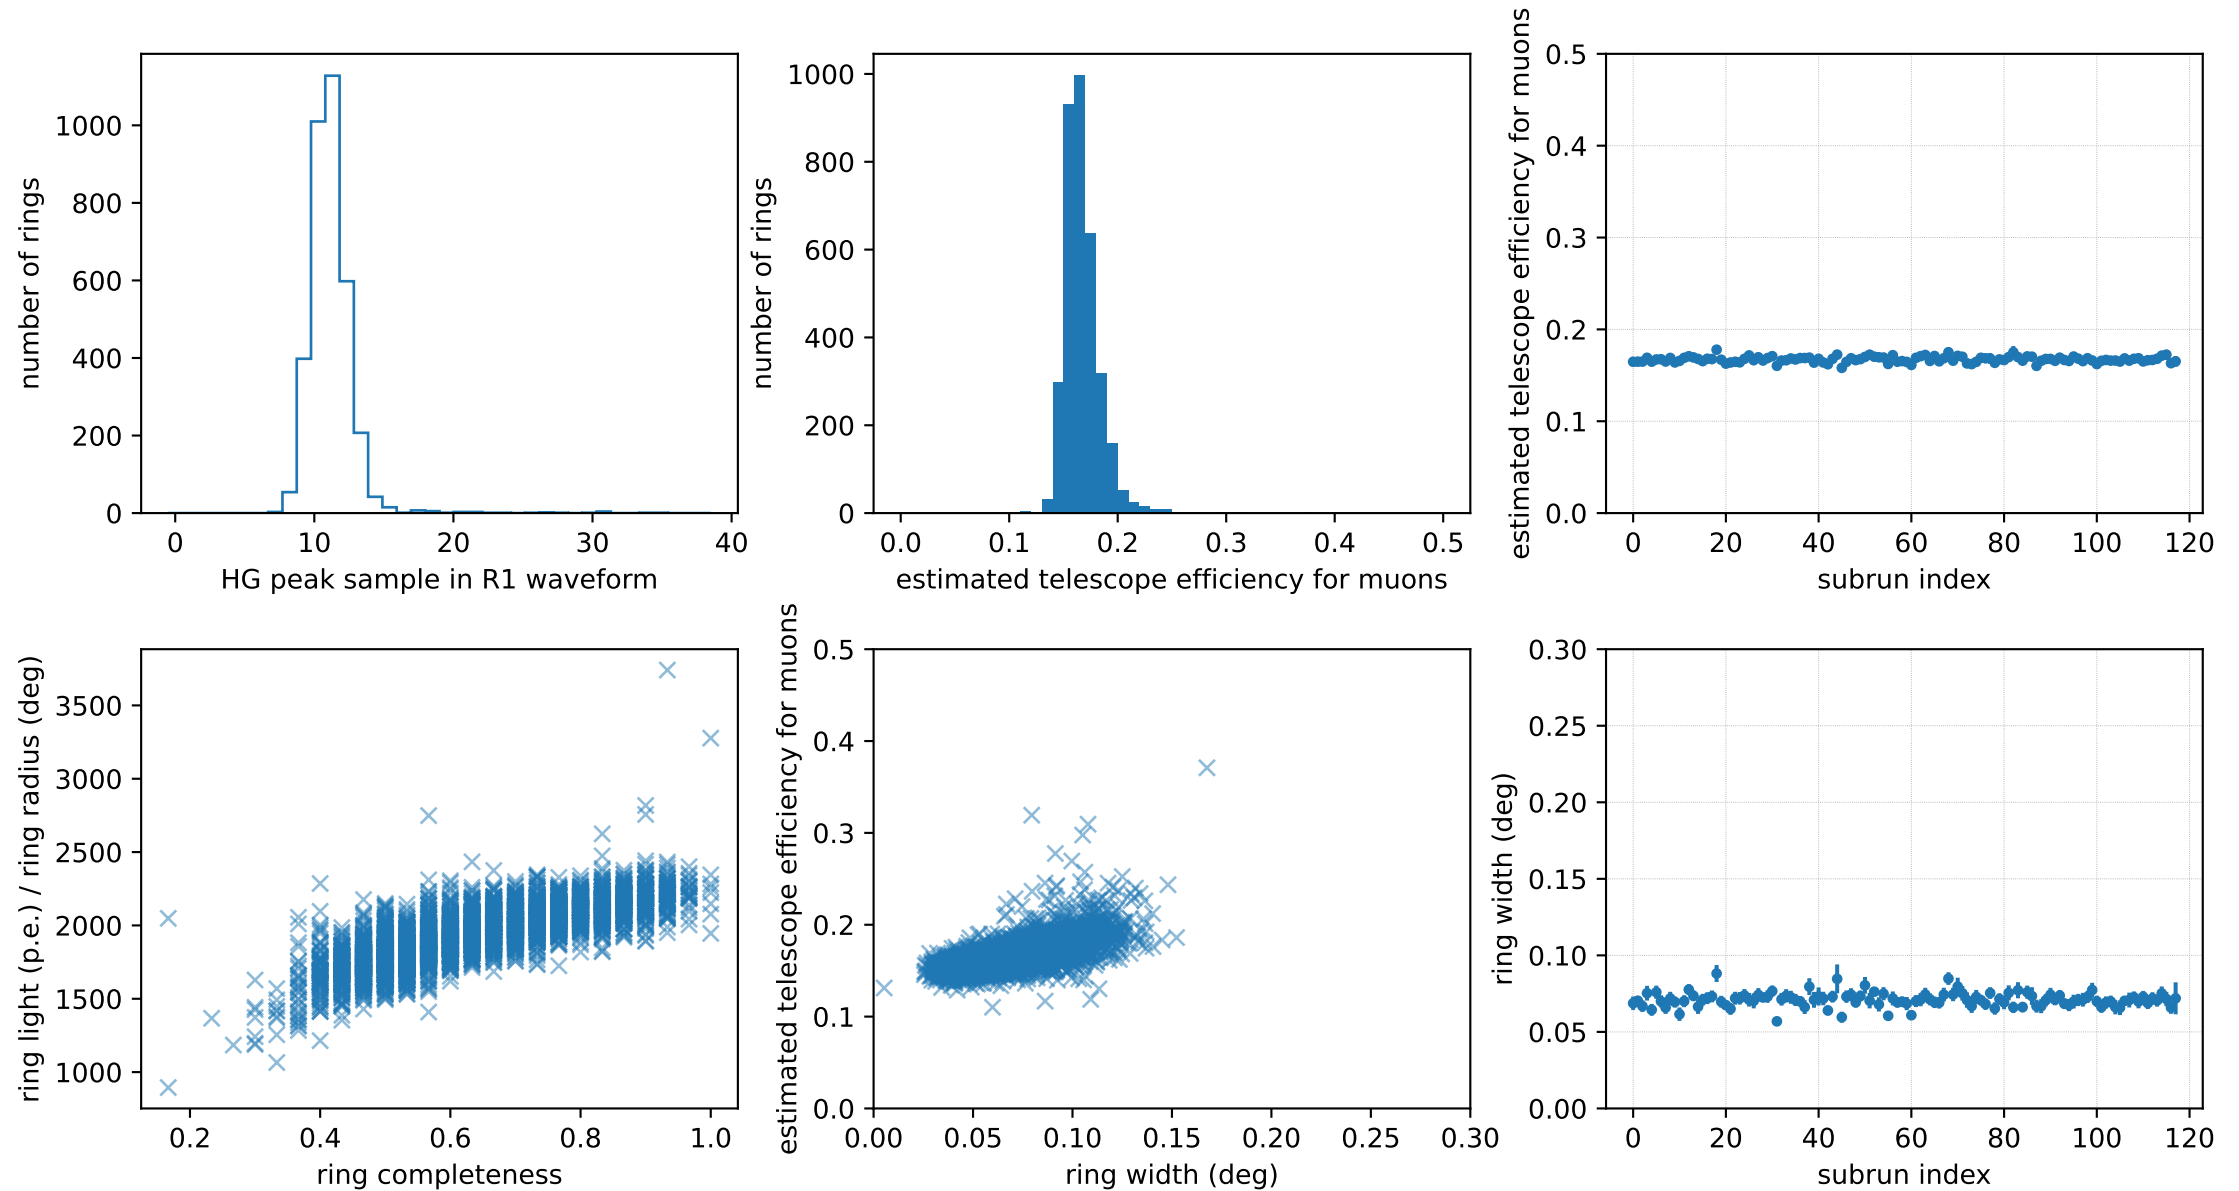 number of rings
1000
800
600
400
200
0
0 10 20 30 40
HG peak sample in R1 waveform
number of rings
1000
800
600
400
200
0
0.0 0.1 0.2 0.3 0.4 0.5
estimated telescope efficiency for muons
estimated telescope efficiency for muons
0.5
0.4
0.3
0.2
0.1
0.0
0 20 40 60 80 100 120
subrun index
ring light (p.e.) / ring radius (deg)
3500
3000
2500
2000
1500
1000
0.2 0.4 0.6 0.8 1.0
ring completeness
estimated telescope efficiency for muons
0.5
0.4
0.3
0.2
0.1
0.0
0.00 0.05 0.10 0.15 0.20 0.25 0.30
ring width (deg)
ring width (deg)
0.30
0.25
0.20
0.15
0.10
0.05
0.00
0 20 40 60 80 100 120
subrun index